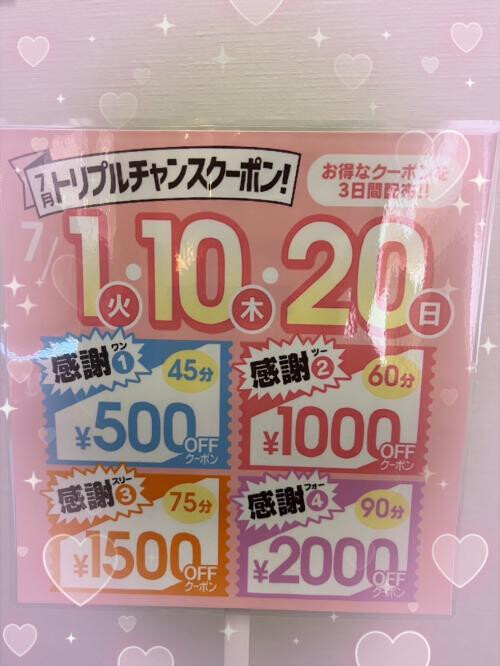 7月トリプルチャンスクーポン!
お得なクーポンを
3日間配布!!
7/1火・10木・20日
感謝ワン1 45分
¥500OFF
クーポン
感謝ツー2 60分
¥1000OFF
クーポン
感謝スリー3 75分
¥1500OFF
クーポン
感謝フォー4 90分
¥2000OFF
クーポン